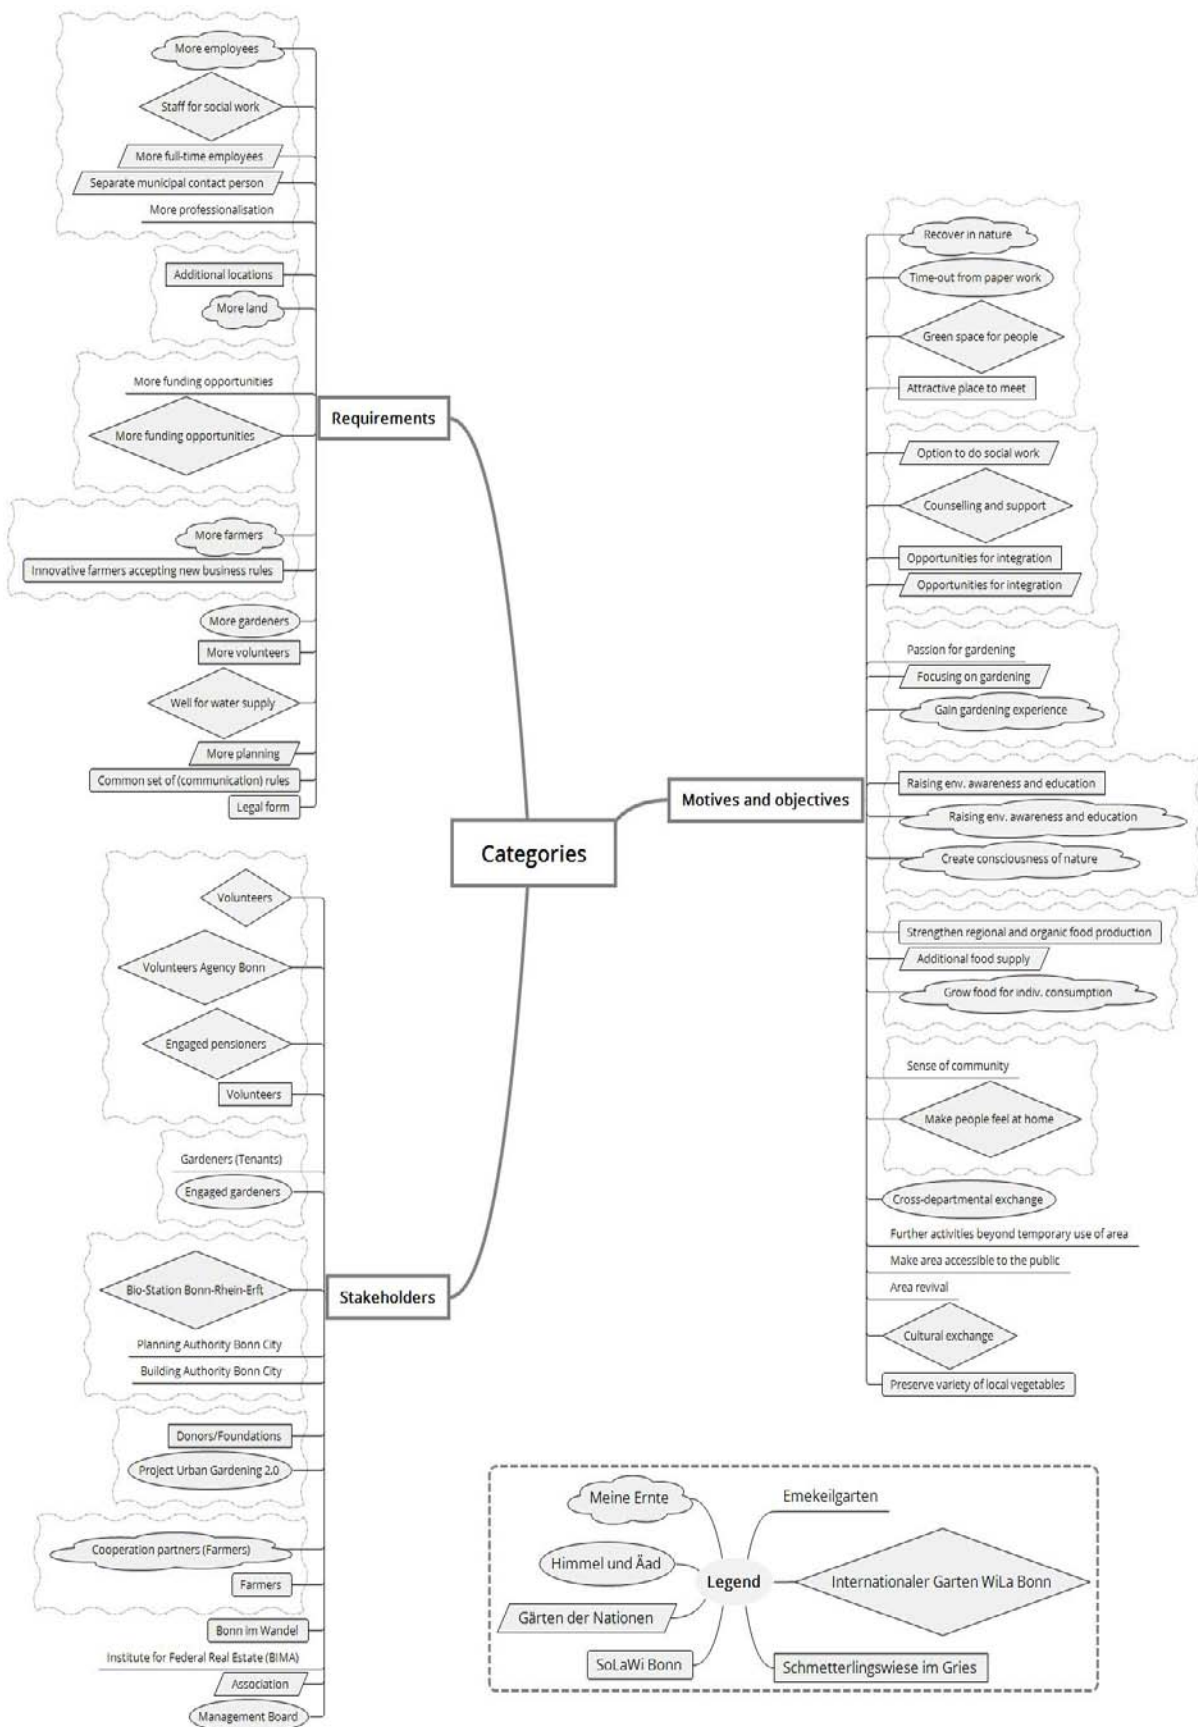 More employees
Staff for social work
More full-time employees
Separate municipal contact person
More professionalisation
Additional locations
More land
More funding opportunities
More funding opportunities
More farmers
Innovative farmers accepting new business rules
More gardeners
More volunteers
Well for water supply
More planning
Common set of (communication) rules
Legal form
Requirements
Categories
Motives and objectives
Recover in nature
Time-out from paper work
Green space for people
Attractive place to meet
Option to do social work
Counselling and support
Opportunities for integration
Opportunities for integration
Passion for gardening
Focusing on gardening
Gain gardening experience
Raising env. awareness and education
Raising env. awareness and education
Create consciousness of nature
Strengthen regional and organic food production
Additional food supply
Grow food for indiv. consumption
Sense of community
Make people feel at home
Cross-departmental exchange
Further activities beyond temporary use of area
Make area accessible to the public
Area revival
Cultural exchange
Preserve variety of local vegetables
Volunteers
Volunteers Agency Bonn
Engaged pensioners
Volunteers
Gardeners (Tenants)
Engaged gardeners
Bio-Station Bonn-Rhein-Erft
Planning Authority Bonn City
Building Authority Bonn City
Donors/Foundations
Project Urban Gardening 2.0
Cooperation partners (Farmers)
Farmers
Bonn im Wandel
Institute for Federal Real Estate (BIMA)
Association
Management Board
Stakeholders
Meine Ernte
Himmel und Äad
Gärten der Nationen
SoLaWi Bonn
Legend
Emekeilgarten
Internationaler Garten WiLa Bonn
Schmetterlingswiese im Gries